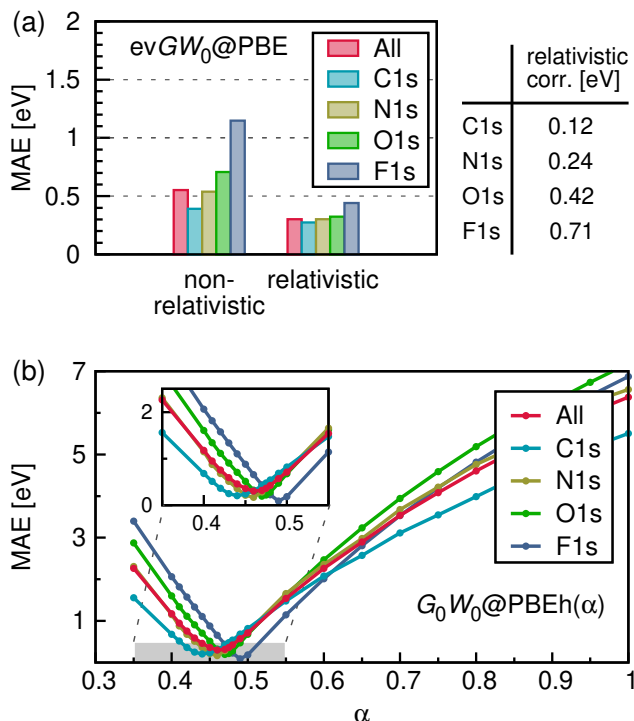 (a)
evGW0@PBE
MAE [eV]
2
1.5
1
0.5
0
All
C1s
N1s
O1s
F1s
non-
relativistic
relativistic
relativistic
corr. [eV]
C1s 0.12
N1s 0.24
O1s 0.42
F1s 0.71
(b)
MAE [eV]
7
5
3
1
2
1
0
0.4 0.5
All
C1s
N1s
O1s
F1s
G0W0@PBEh(α)
0.3 0.4 0.5 0.6 0.7 0.8 0.9 1
α